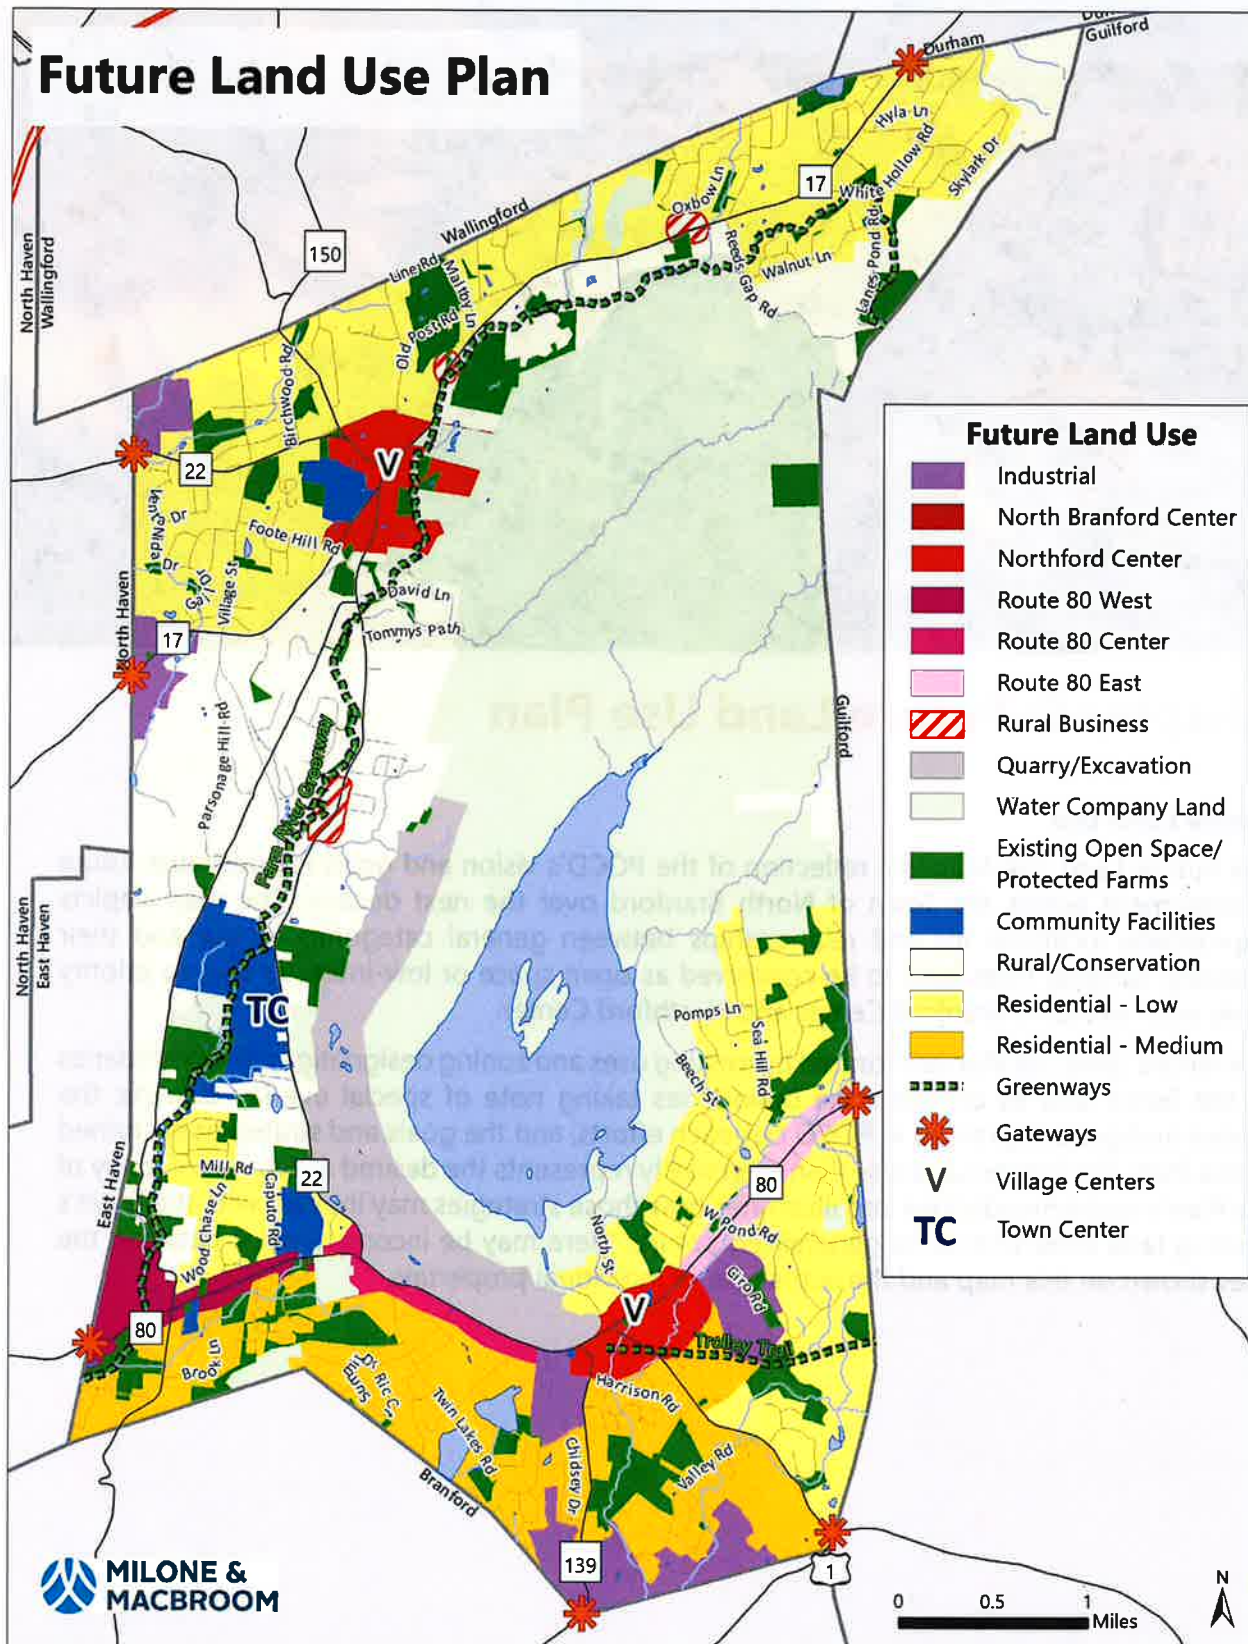 Future Land Use Plan
Durham
Guilford
Durham
Hyla Ln
White Hollow Rd
Skylark Dr
17
Oxbow Ln
Wallingford
150
North Haven
Wallingford
Line Rd
Maltby Ln
Old Post Rd
Reeds Gap Rd
Walnut Ln
Lanes Pond Rd
Birchwood Rd
22
V
Foote Hill Rd
Dr
Dr
Village St
David Ln
Tommys Path
North Haven
17
Parsonage Hill Rd
Farm River Greenway
Guilford
North Haven
East Haven
TC
Pomps Ln
Sea Hill Rd
Beech St
East Haven
Mill Rd
Caputo Rd
Wood Chase Ln
22
80
W Pond Rd
North St
Ciro Rd
V
Trolley Trail
80
Brook Ln
Harrison Rd
Twin Lakes Rd
Chidsey Dr
Valley Rd
Branford
139
1
Future Land Use
Industrial
North Branford Center
Northford Center
Route 80 West
Route 80 Center
Route 80 East
Rural Business
Quarry/Excavation
Water Company Land
Existing Open Space/
Protected Farms
Community Facilities
Rural/Conservation
Residential - Low
Residential - Medium
Greenways
Gateways
V Village Centers
TC Town Center
MILONE &
MACBROOM
N
0 0.5 1
Miles